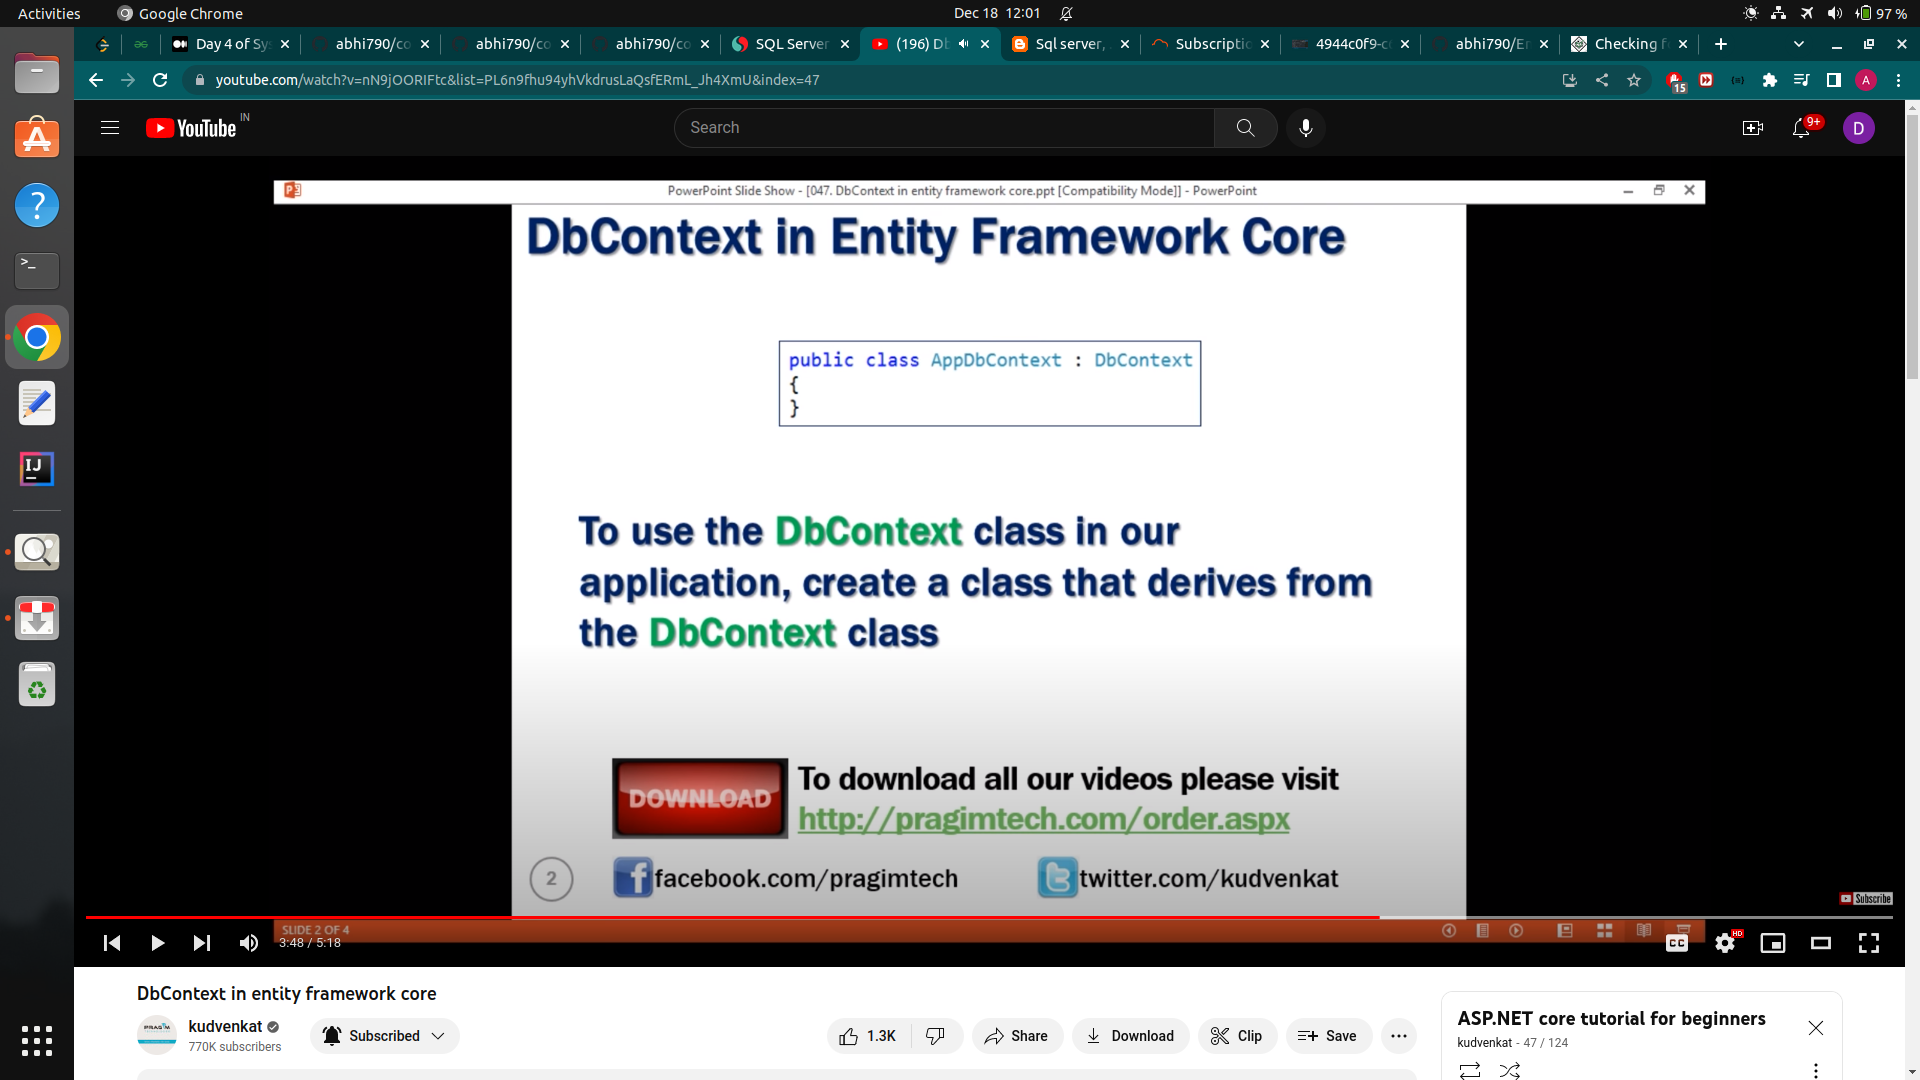 Activities
Google Chrome
Dec 18 12:01
97 %
Day 4 of Sy
abhi790/co
abhi790/co
abhi790/co
SQL Server
(196) Db
Sql server,
Subscriptio
4944c0f9-c
abhi790/Er
Checking f
youtube.com/watch?v=nN9jOORIFtc&list=PL6n9fhu94yhVkdrusLaQsfERmL_Jh4XmU&index=47
15
A
YouTube IN
Search
9+
D
PowerPoint Slide Show - [047. DbContext in entity framework core.ppt [Compatibility Mode]] - PowerPoint
DbContext in Entity Framework Core
public class AppDbContext : DbContext
{
}
To use the DbContext class in our
application, create a class that derives from
the DbContext class
DOWNLOAD
To download all our videos please visit
http://pragimtech.com/order.aspx
2
facebook.com/pragimtech
twitter.com/kudvenkat
Subscribe
SLIDE 2 OF 4
3:48 / 5:18
CC
HD
DbContext in entity framework core
PRAGIM
kudvenkat
770K subscribers
Subscribed
1.3K
Share
Download
Clip
Save
ASP.NET core tutorial for beginners
kudvenkat - 47 / 124